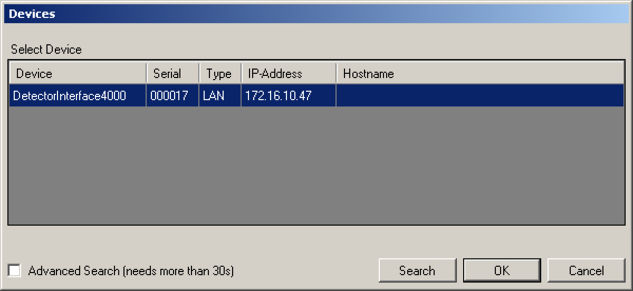 Devices
Select Device
Device Serial Type IP-Address Hostname
DetectorInterface4000 000017 LAN 172.16.10.47
Advanced Search (needs more than 30s) Search OK Cancel